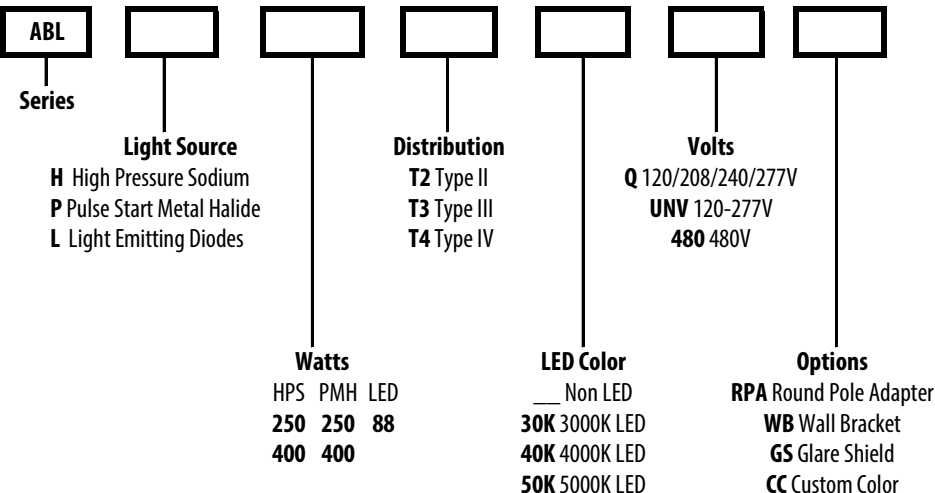 ABL
Series
Light Source
H High Pressure Sodium
P Pulse Start Metal Halide
L Light Emitting Diodes
Distribution
T2 Type II
T3 Type III
T4 Type IV
Volts
Q 120/208/240/277V
UNV 120-277V
480 480V
Watts
HPS PMH LED
250 250 88
400 400
LED Color
__ Non LED
30K 3000K LED
40K 4000K LED
50K 5000K LED
Options
RPA Round Pole Adapter
WB Wall Bracket
GS Glare Shield
CC Custom Color